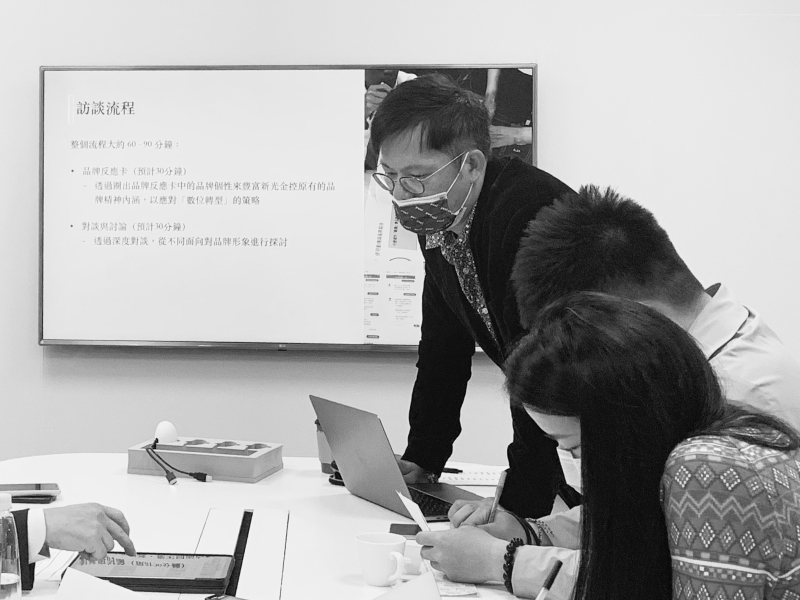 訪談流程
整個流程大約 60 - 90 分鐘：
• 品牌反應卡（預計30分鐘）
- 透過圈出品牌反應卡中的品牌個性來豐富新光金控原有的品
牌精神內涵，以應對「數位轉型」的策略
• 對談與討論（預計30分鐘）
- 透過深度對談，從不同面向對品牌形象進行探討